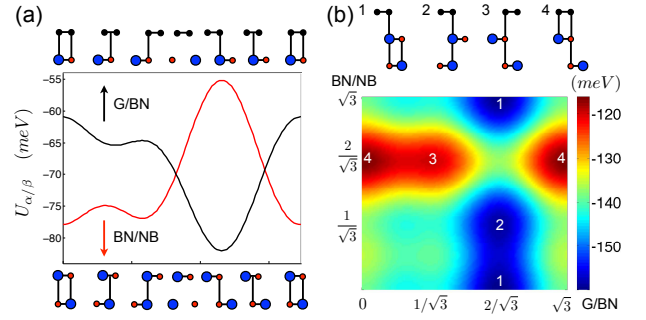 (a)
−55
−60
−65
−70
−75
−80
U_{α/β} (meV)
G/BN
BN/NB
(b)
1 2 3 4
BN/NB
(meV)
√3
2/√3
1/√3
0 1/√3 2/√3 √3 G/BN
1
4 3 4
2
1
-120
-130
-140
-150